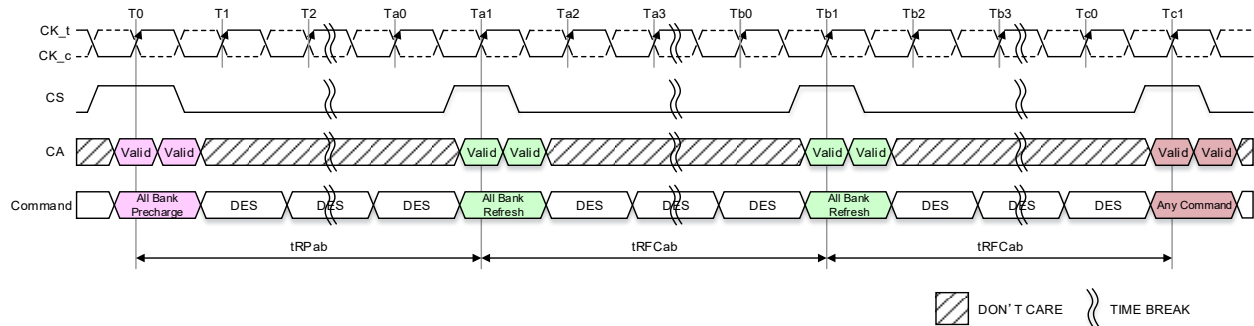 T0 T1 T2 Ta0 Ta1 Ta2 Ta3 Tb0 Tb1 Tb2 Tb3 Tc0 Tc1
CK_t
CK_c
CS
CA Valid Valid Valid Valid Valid Valid Valid Valid
Command All Bank Precharge DES DES DES All Bank Refresh DES DES DES All Bank Refresh DES DES DES Any Command
tRPab tRFCab tRFCab
DON'T CARE TIME BREAK